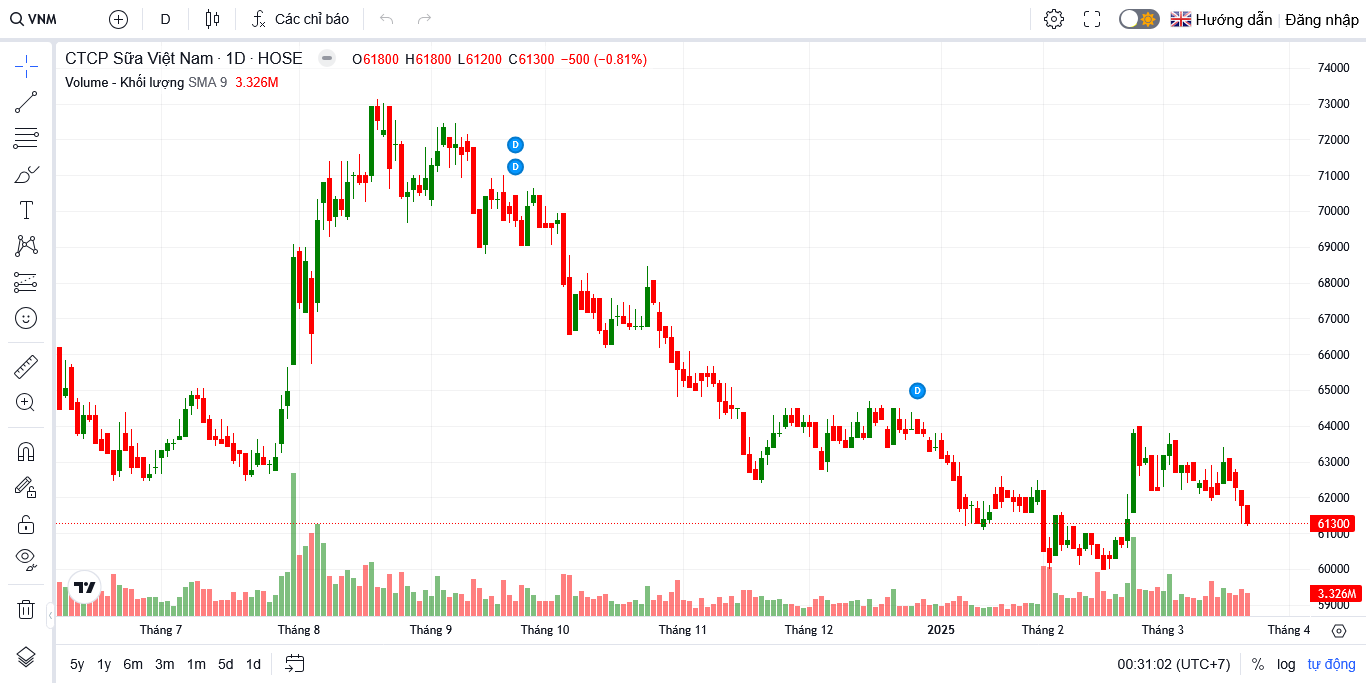 VNM D Các chỉ báo Hướng dẫn Đăng nhập
CTCP Sữa Việt Nam · 1D · HOSE O61800 H61800 L61200 C61300 −500 (−0.81%)
Volume - Khối lượng SMA 9 3.326M
74000
73000
72000
71000
70000
69000
68000
67000
66000
65000
64000
63000
62000
61300
61000
60000
3.326M
59000
D
D
D
Tháng 7 Tháng 8 Tháng 9 Tháng 10 Tháng 11 Tháng 12 2025 Tháng 2 Tháng 3 Tháng 4
5y 1y 6m 3m 1m 5d 1d 00:31:02 (UTC+7) % log tự động